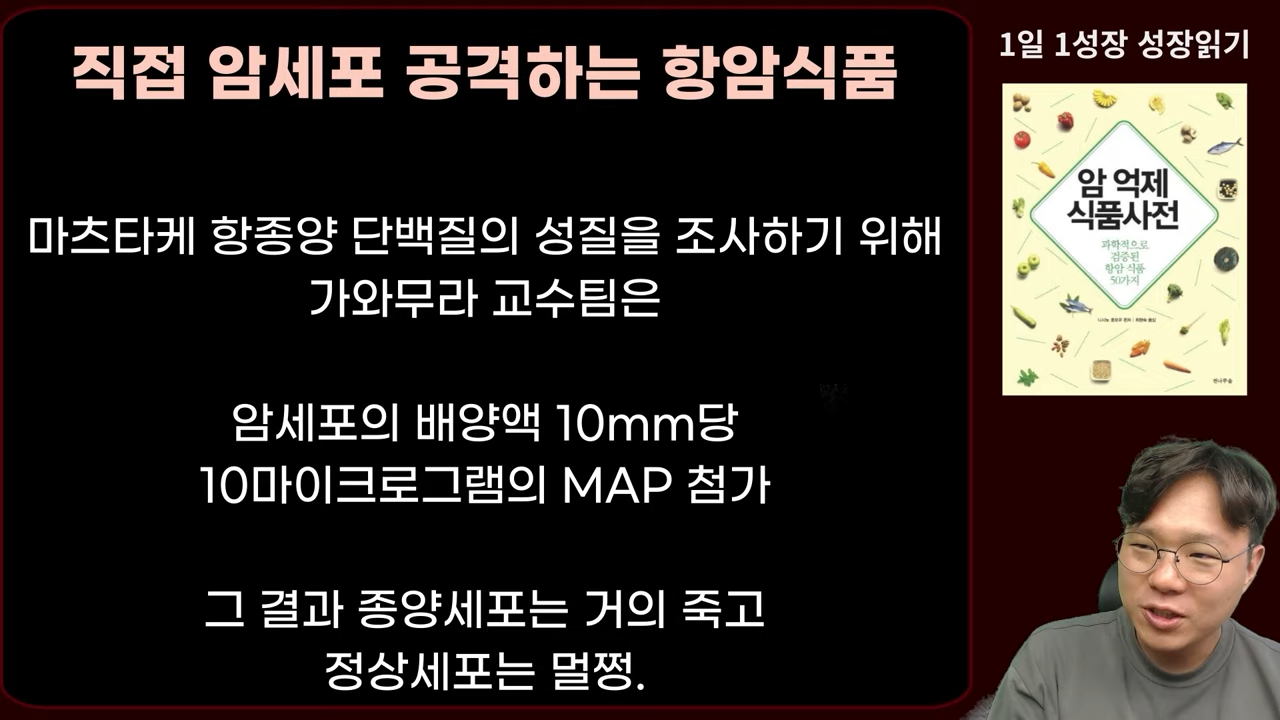 직접 암세포 공격하는 항암식품
마츠타케 항종양 단백질의 성질을 조사하기 위해
가와무라 교수팀은
암세포의 배양액 10mm당
10마이크로그램의 MAP 첨가
그 결과 종양세포는 거의 죽고
정상세포는 멀쩡.
1일 1성장 성장읽기
암 억제
식품사전
과학적으로
검증된
항암 식품
50가지